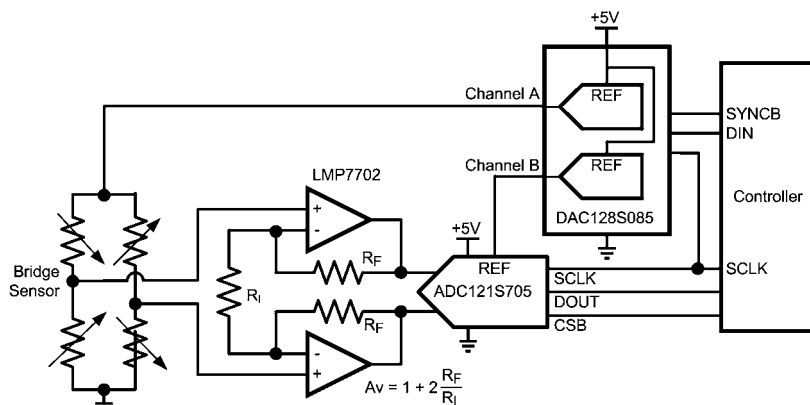 +5V
Channel A
REF
SYNCB
DIN
LMP7702
Channel B
REF
Controller
DAC128S085
+
-
+5V
RF
Bridge
Sensor
RI
REF
SCLK
SCLK
ADC121S705
RF
DOUT
CSB
-
+
Av = 1 + 2 RF/RI